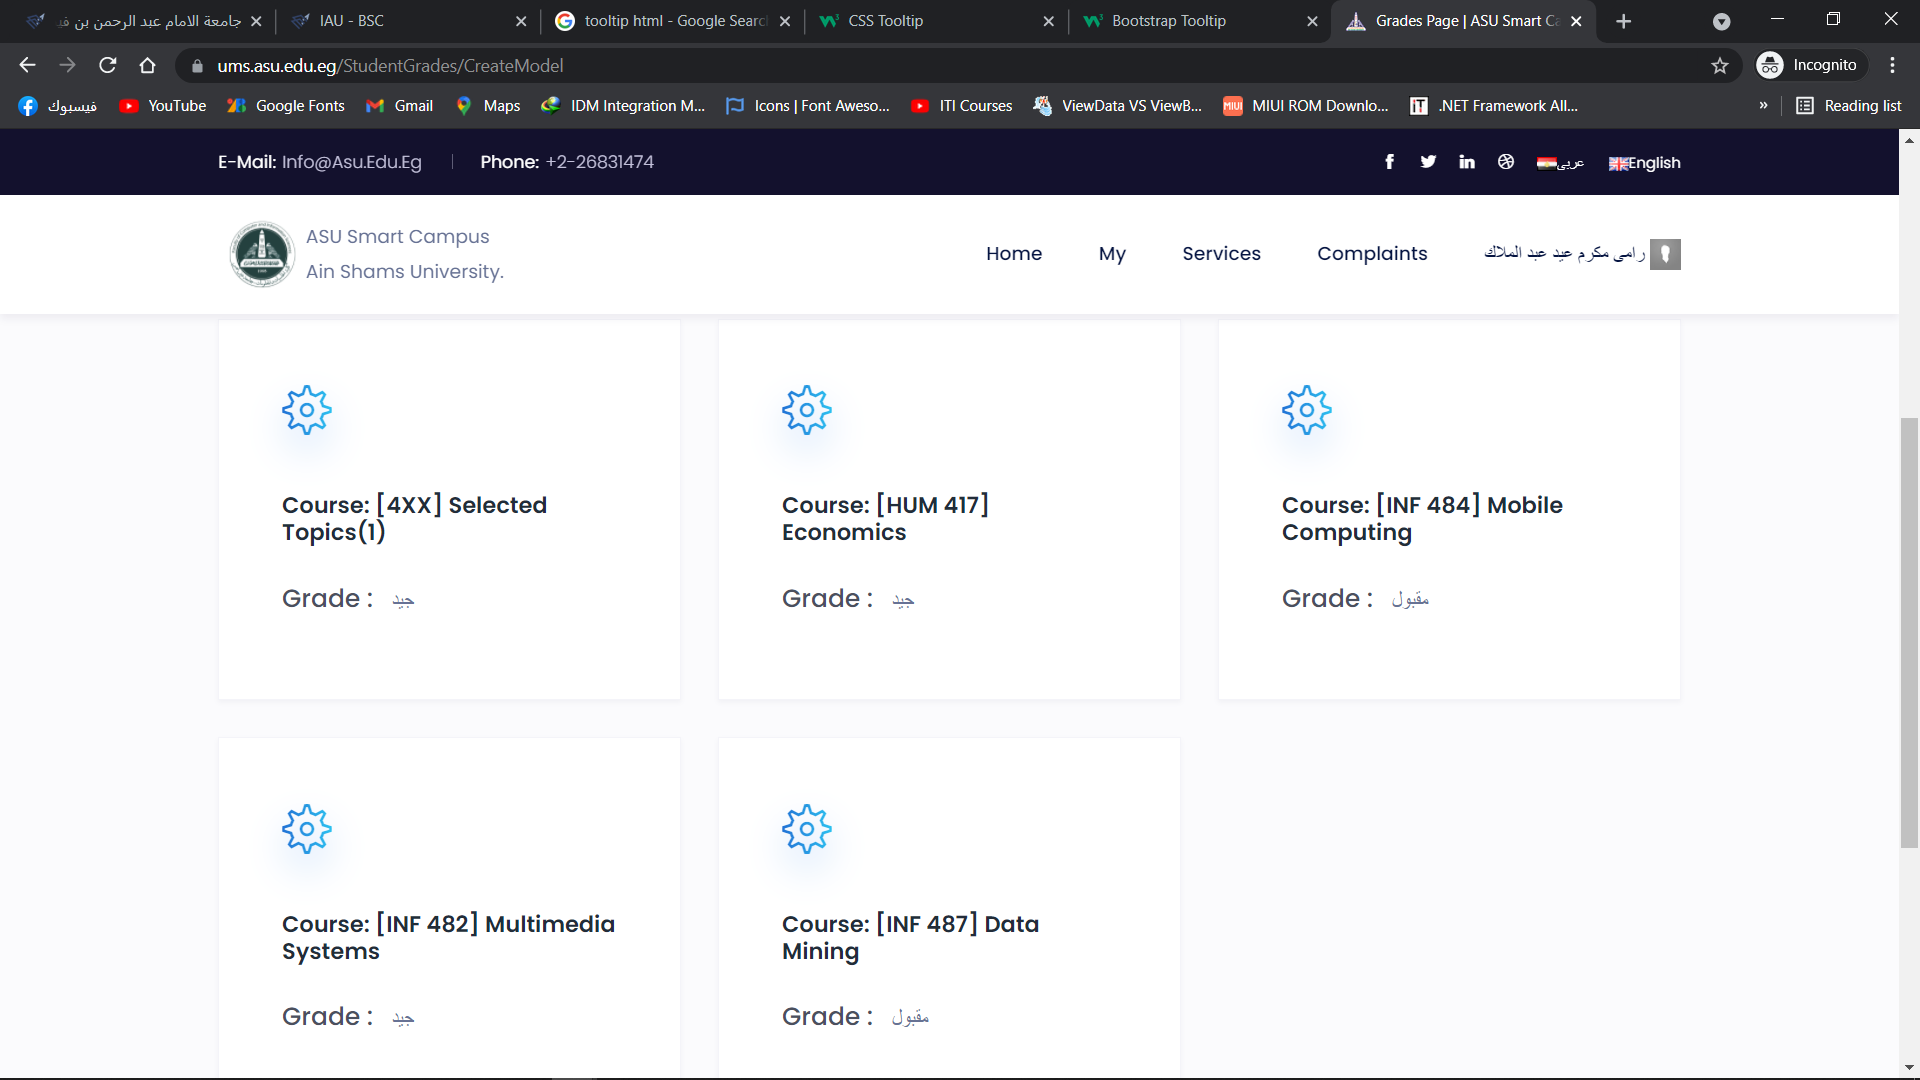 جامعة الامام عبد الرحمن بن في
IAU - BSC
tooltip html - Google Searc
CSS Tooltip
Bootstrap Tooltip
Grades Page | ASU Smart Ca
ums.asu.edu.eg/StudentGrades/CreateModel
Incognito
فيسبوك
YouTube
Google Fonts
Gmail
Maps
IDM Integration M...
Icons | Font Aweso...
ITI Courses
ViewData VS ViewB...
MIUI
MIUI ROM Downlo...
iT
.NET Framework All...
»
Reading list
E-Mail: Info@Asu.Edu.Eg
Phone: +2-26831474
عربى
English
ASU Smart Campus
Ain Shams University.
Home
My
Services
Complaints
رامى مكرم عيد عبد الملاك
Course: [4XX] Selected
Topics(1)
Grade : جيد
Course: [HUM 417]
Economics
Grade : جيد
Course: [INF 484] Mobile
Computing
Grade : مقبول
Course: [INF 482] Multimedia
Systems
Grade : جيد
Course: [INF 487] Data
Mining
Grade : مقبول